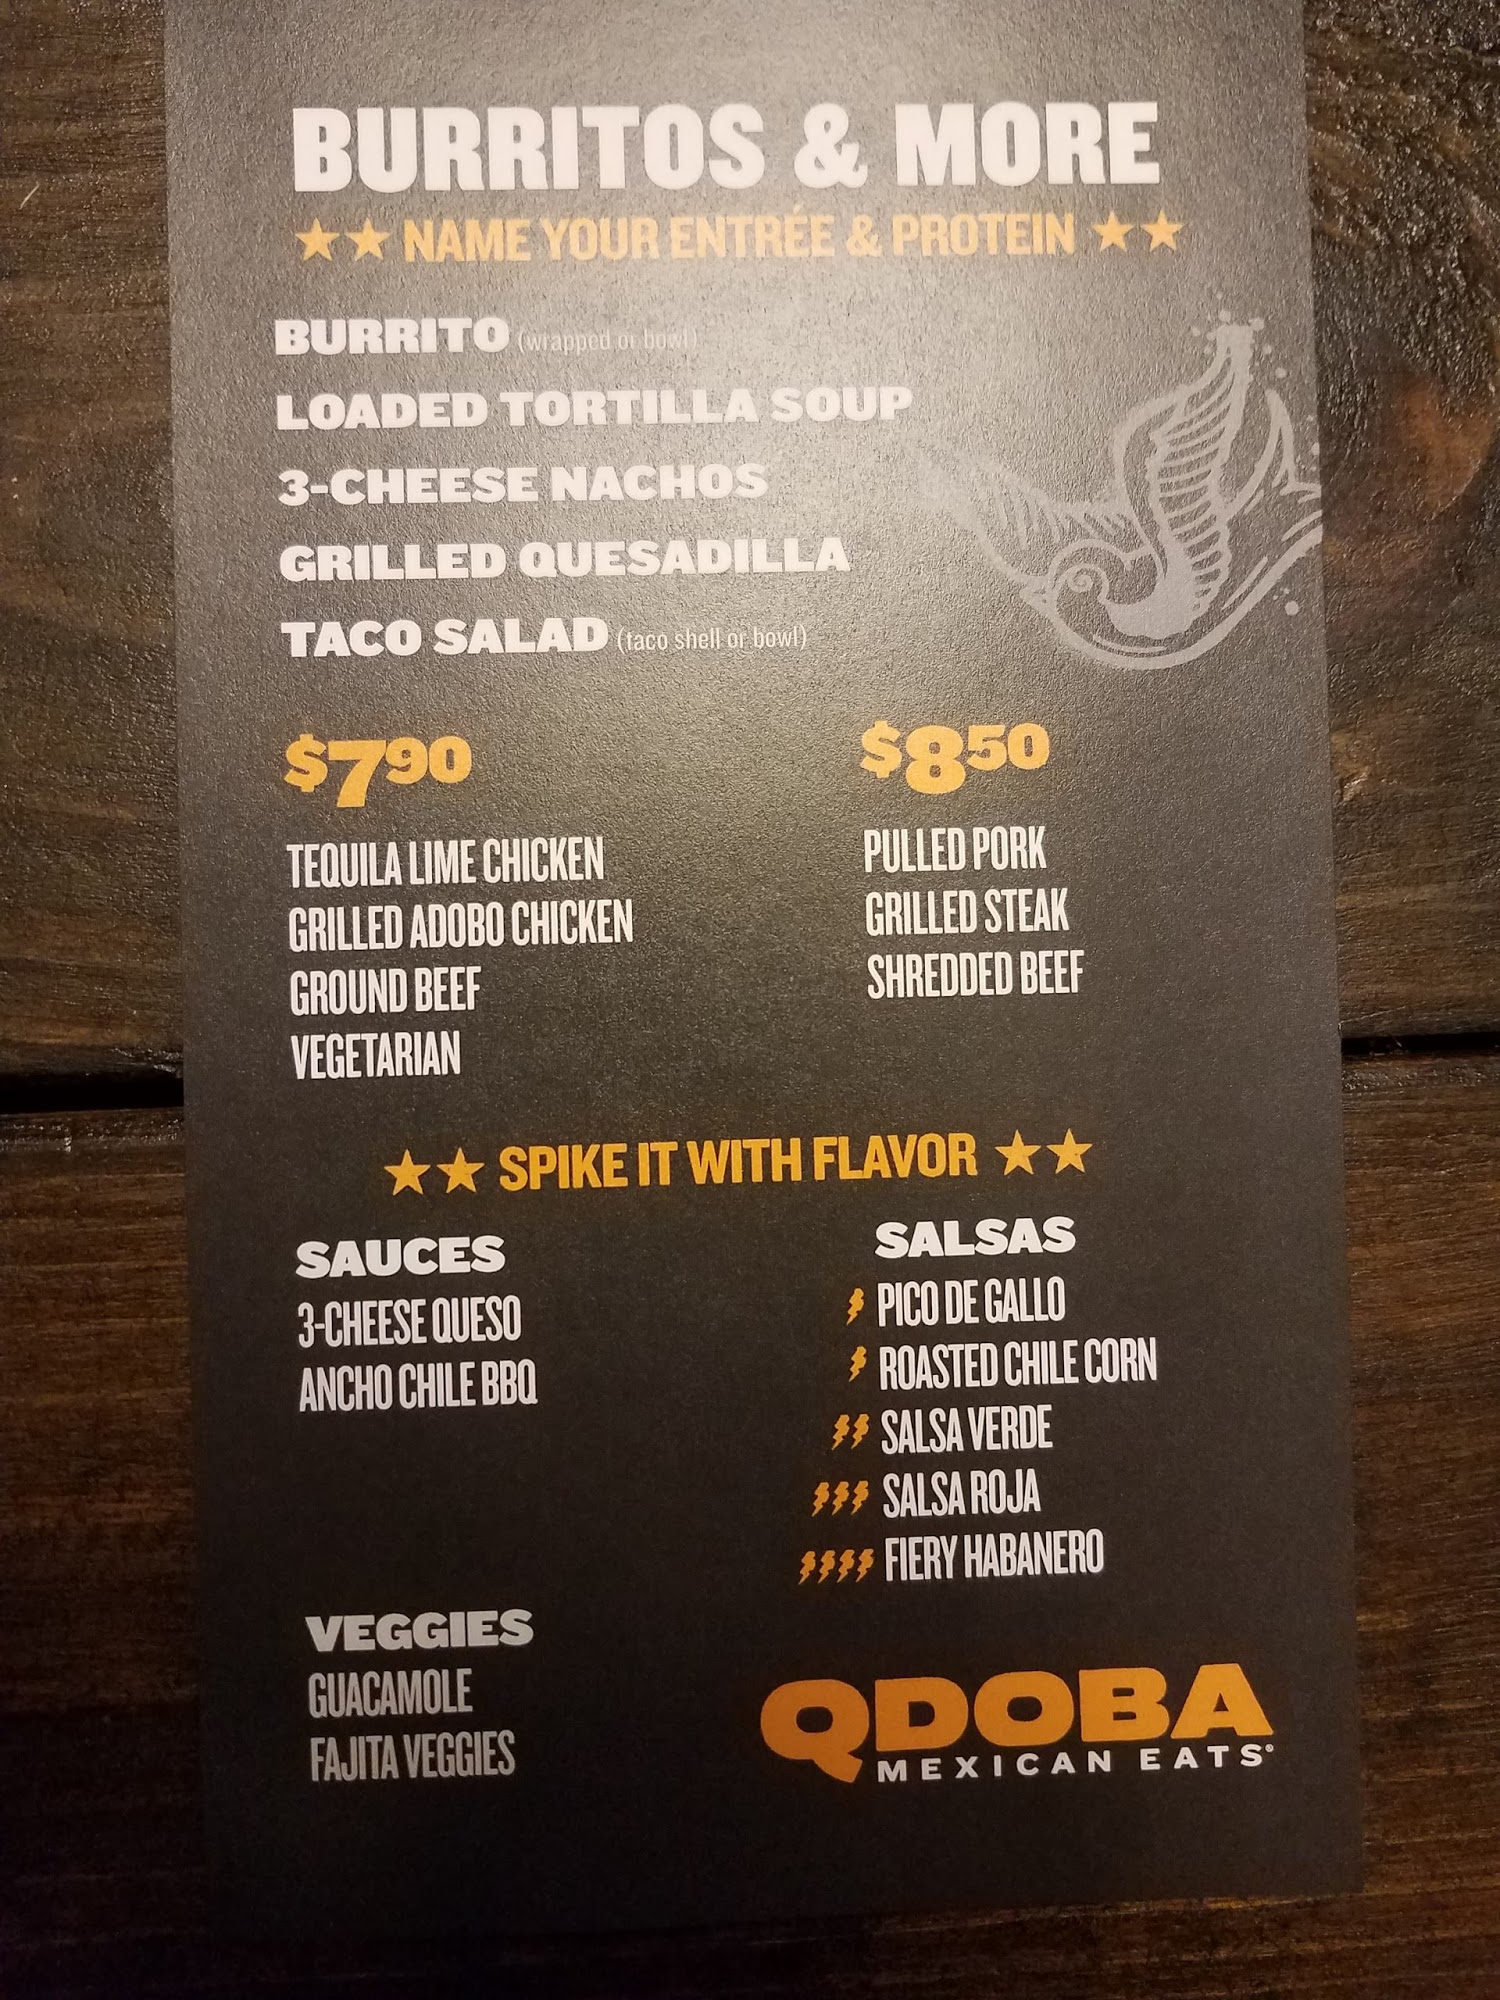 BURRITOS & MORE
★★ NAME YOUR ENTRÉE & PROTEIN ★★
BURRITO (wrapped or bowl)
LOADED TORTILLA SOUP
3-CHEESE NACHOS
GRILLED QUESADILLA
TACO SALAD (taco shell or bowl)
$7.90
TEQUILA LIME CHICKEN
GRILLED ADOBO CHICKEN
GROUND BEEF
VEGETARIAN
$8.50
PULLED PORK
GRILLED STEAK
SHREDDED BEEF
★★ SPIKE IT WITH FLAVOR ★★
SAUCES
3-CHEESE QUESO
ANCHO CHILE BBQ
SALSAS
PICO DE GALLO
ROASTED CHILE CORN
SALSA VERDE
SALSA ROJA
FIERY HABANERO
VEGGIES
GUACAMOLE
FAJITA VEGGIES
QDOBA
MEXICAN EATS®